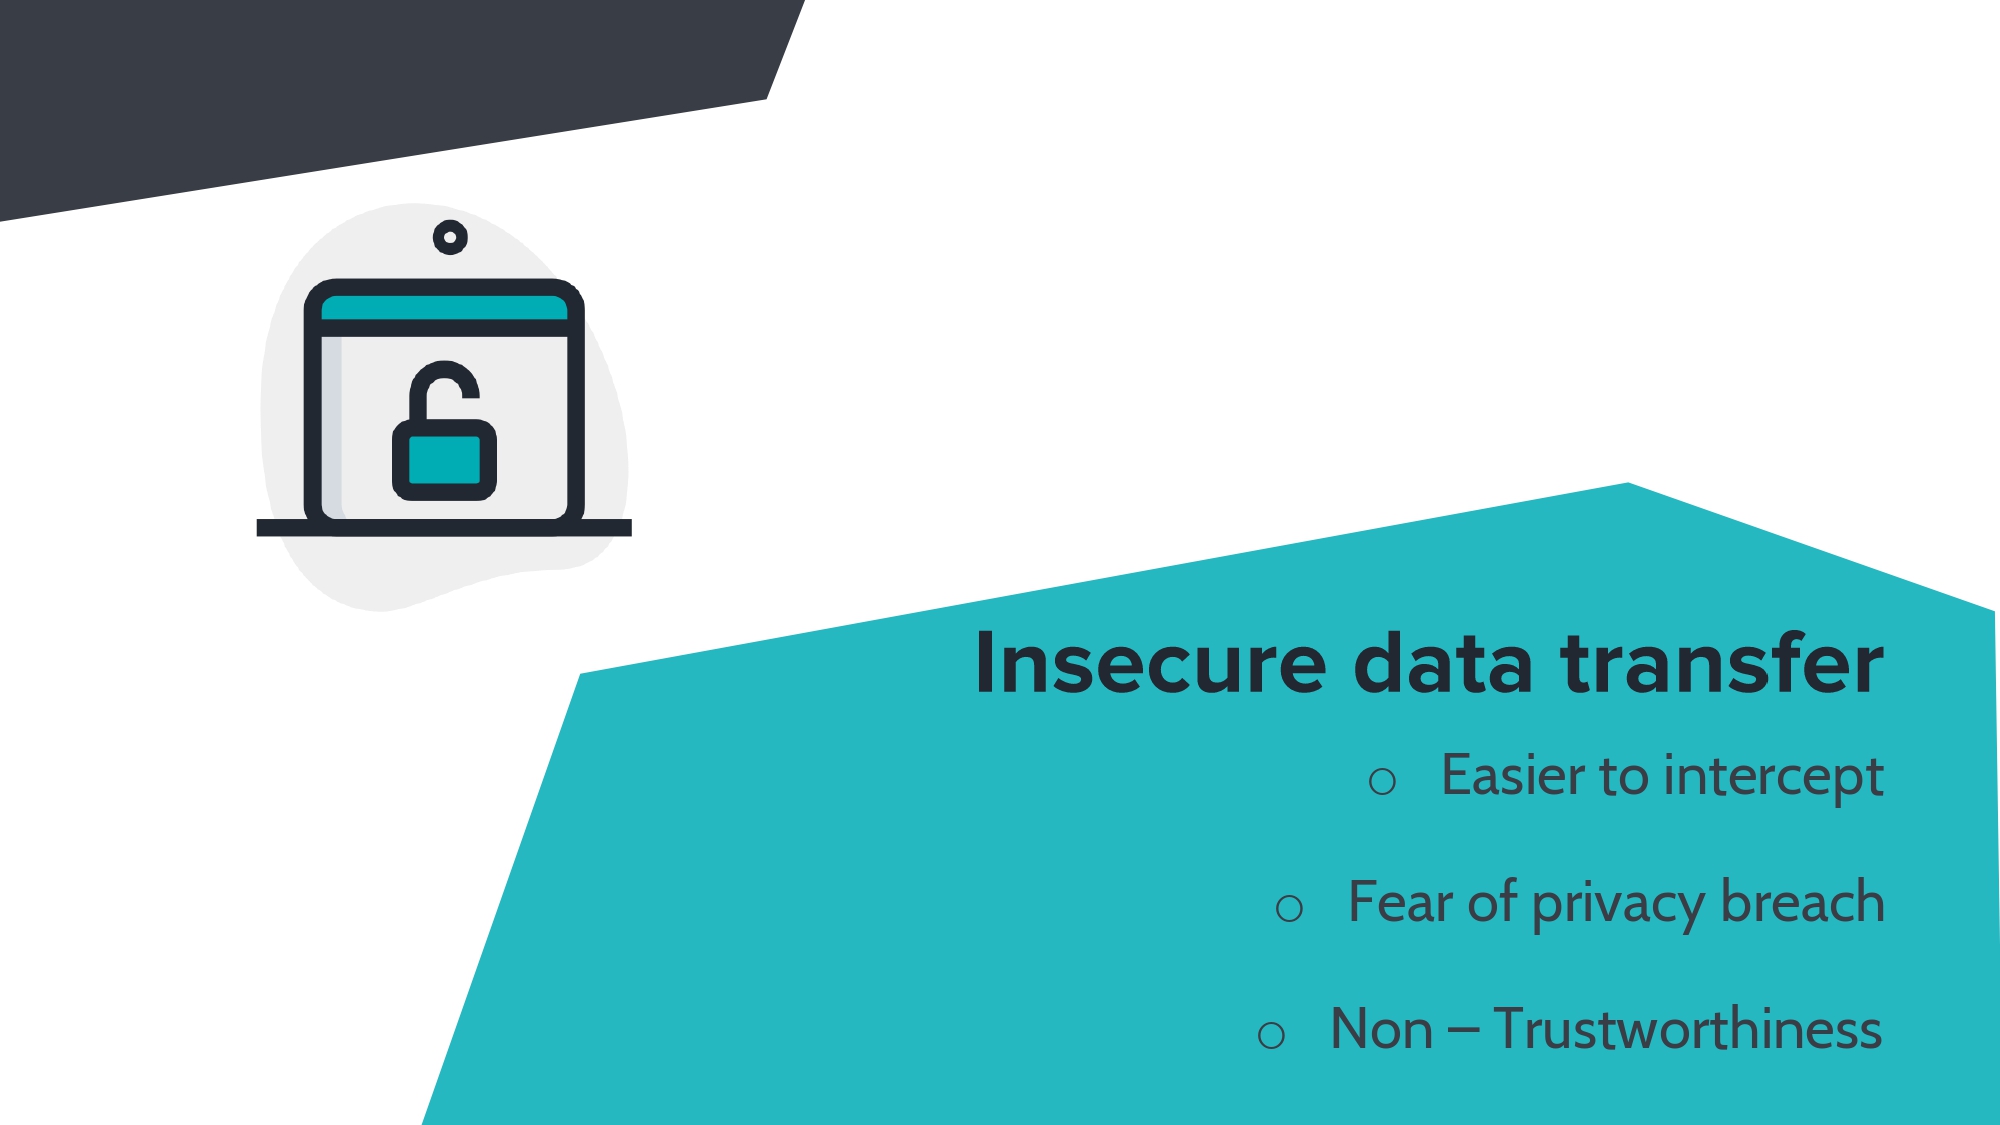 Insecure data transfer
○ Easier to intercept
○ Fear of privacy breach
○ Non – Trustworthiness